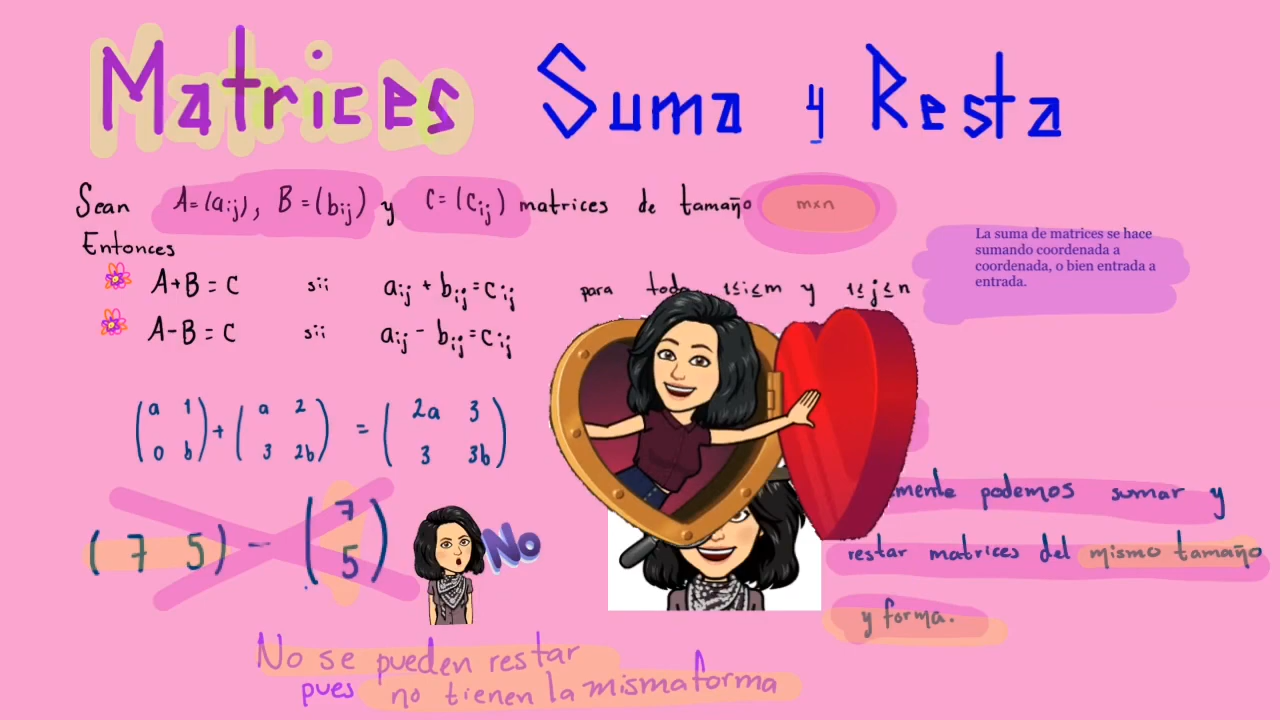 Matrices Suma y Resta
Sean A=(aij), B=(bij) y C=(cij) matrices de tamaño m×n
Entonces
A+B=C sii aij + bij = cij para todo 1≤i≤m y 1≤j≤n
A-B=C sii aij - bij = cij
La suma de matrices se hace
sumando coordenada a
coordenada, o bien entrada a
entrada.
(a 1) + (a 2) = (2a 3)
(0 b) (3 2b) (3 3b)
mente podemos sumar y
restar matrices del mismo tamaño
y forma.
(7 5) - (7
5)
No
No se pueden restar
pues no tienen la misma forma